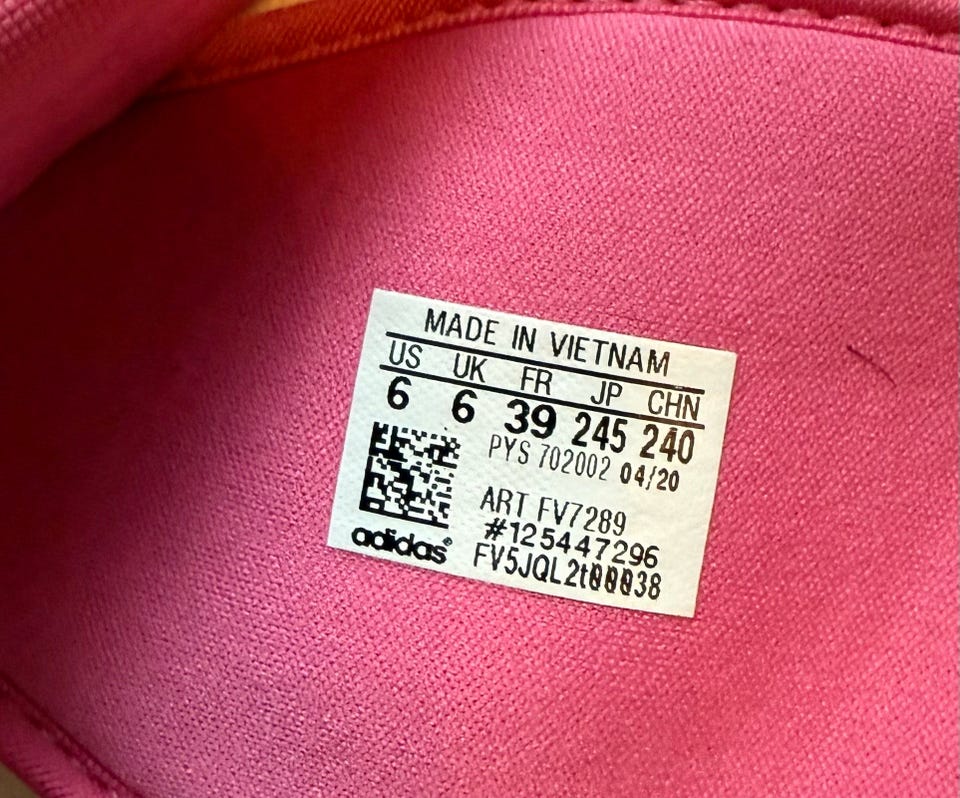 MADE IN VIETNAM
US UK FR JP CHN
6 6 39 245 240
PYS 702002 04/20
ART FV7289
#125447296
adidas®
FV5JQL2t00038